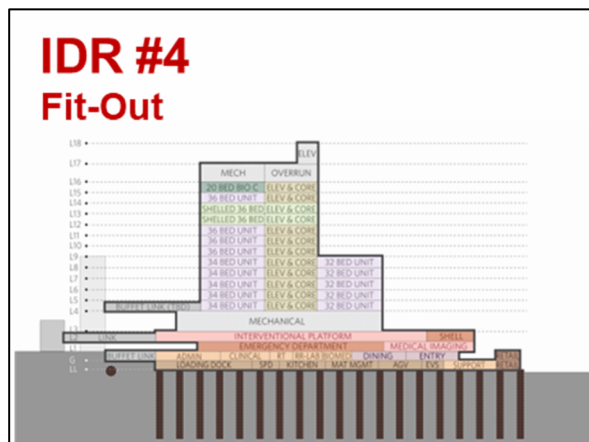 IDR #4
Fit-Out
L18
ELEV
L17
MECH OVERRUN
L16
20 BED BIO C ELEV & CORE
L15
36 BED UNIT ELEV & CORE
L14
SHELLED 36 BED ELEV & CORE
L13
SHELLED 36 BED ELEV & CORE
L12
36 BED UNIT ELEV & CORE
L11
36 BED UNIT ELEV & CORE
L10
36 BED UNIT ELEV & CORE
L9
34 BED UNIT ELEV & CORE 32 BED UNIT
L8
34 BED UNIT ELEV & CORE 32 BED UNIT
L7
34 BED UNIT ELEV & CORE 32 BED UNIT
L6
34 BED UNIT ELEV & CORE 32 BED UNIT
L5
BUFFET LINK (TBD) 34 BED UNIT ELEV & CORE 32 BED UNIT
L4
MECHANICAL
L3
L2 LINK INTERVENTIONAL PLATFORM SHELL
L1 EMERGENCY DEPARTMENT MEDICAL IMAGING
BUFFET LINK ADMIN CLINICAL RT RR-LAB BIOMED DINING ENTRY RETAIL
G LOADING DOCK SPD KITCHEN MAT MGMT AGV EVS SUPPORT RETAIL
LL